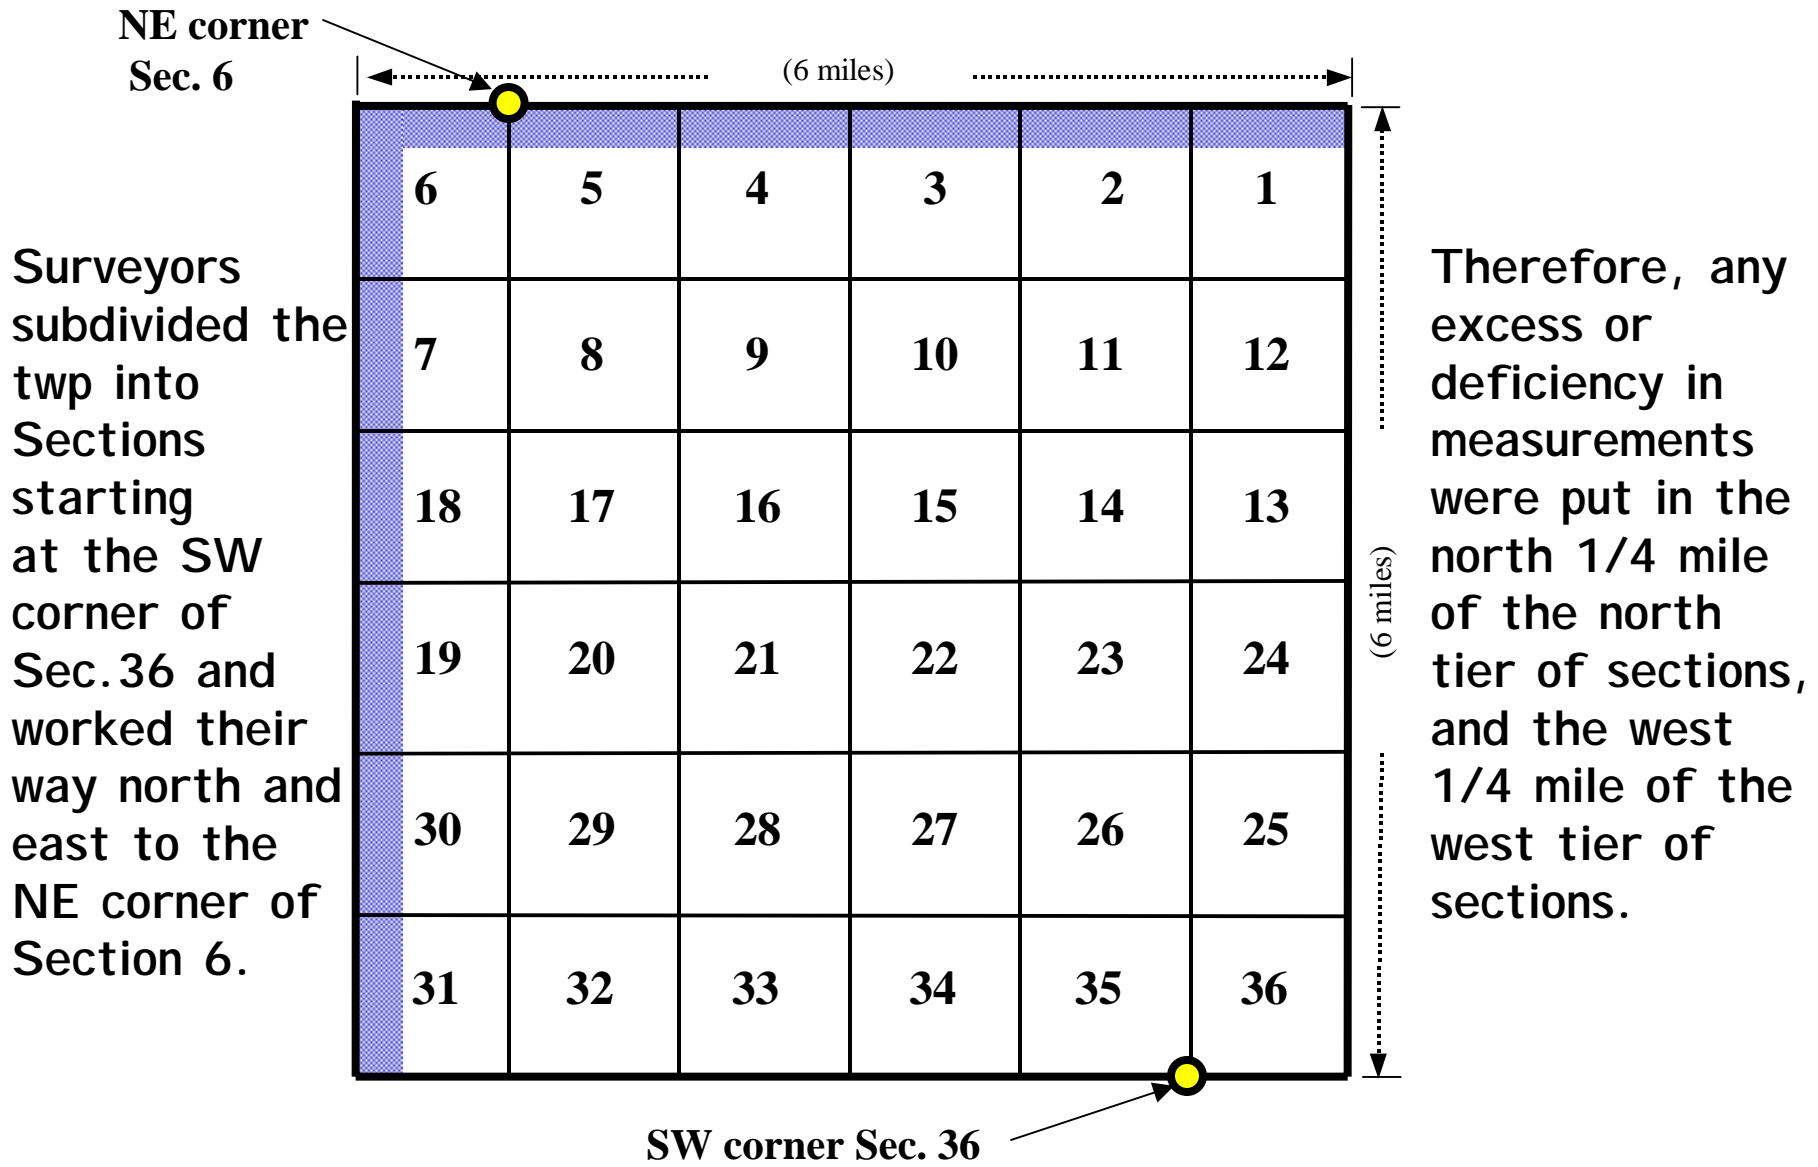 NE corner
Sec. 6
(6 miles)
Surveyors
subdivided the
twp into
Sections
starting
at the SW
corner of
Sec.36 and
worked their
way north and
east to the
NE corner of
Section 6.
6 5 4 3 2 1
7 8 9 10 11 12
18 17 16 15 14 13
19 20 21 22 23 24
30 29 28 27 26 25
31 32 33 34 35 36
(6 miles)
Therefore, any
excess or
deficiency in
measurements
were put in the
north 1/4 mile
of the north
tier of sections,
and the west
1/4 mile of the
west tier of
sections.
SW corner Sec. 36